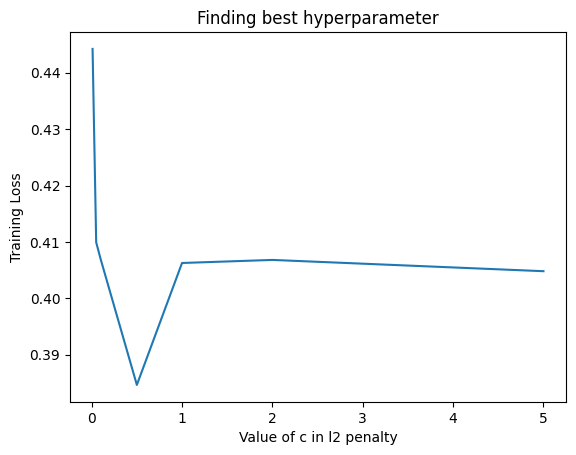 Finding best hyperparameter
0.44
0.43
0.42
0.41
0.40
0.39
Training Loss
0 1 2 3 4 5
Value of c in l2 penalty